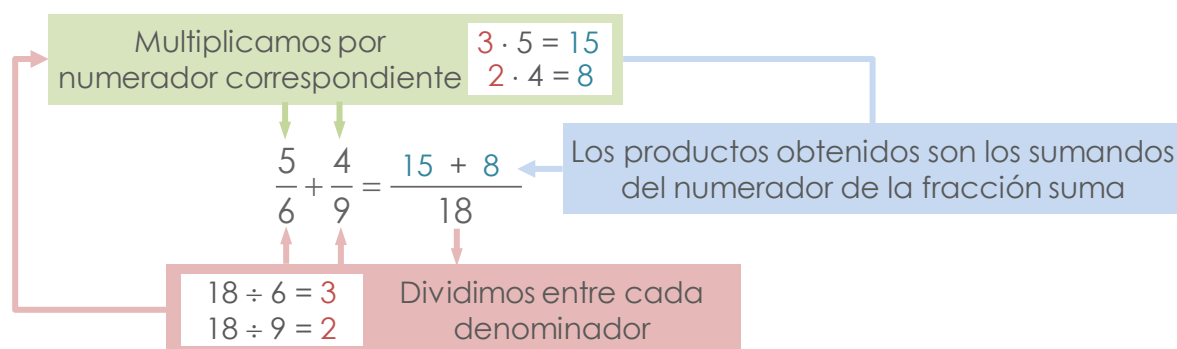 Multiplicamos por
numerador correspondiente
3 · 5 = 15
2 · 4 = 8
5/6 + 4/9 = 15 + 8/18
Los productos obtenidos son los sumandos
del numerador de la fracción suma
18 ÷ 6 = 3
18 ÷ 9 = 2
Dividimos entre cada
denominador